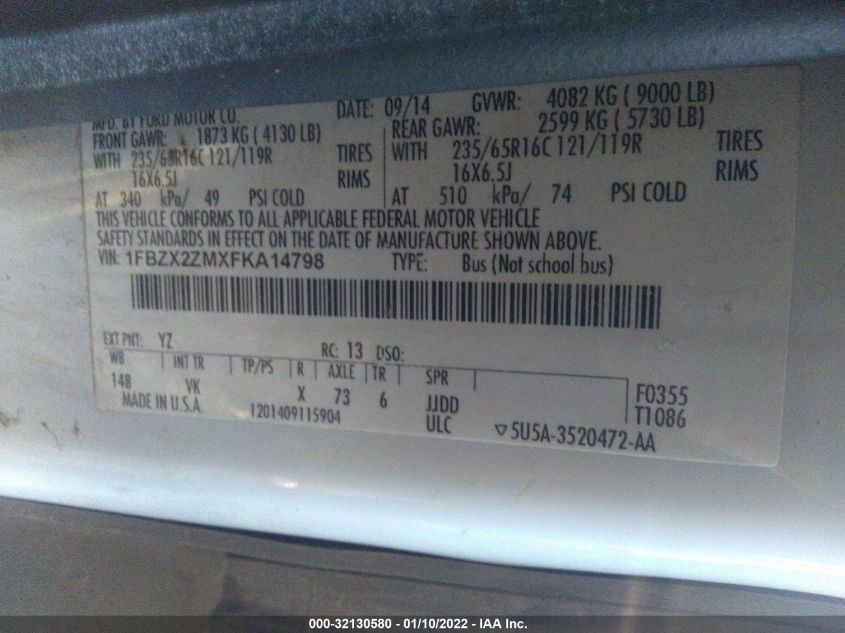 MFD. BY FORD MOTOR CO. DATE: 09/14 GVWR: 4082 KG ( 9000 LB)
FRONT GAWR: 1873 KG ( 4130 LB) REAR GAWR: 2599 KG ( 5730 LB)
WITH 235/65R16C 121/119R TIRES WITH 235/65R16C 121/119R TIRES
16X6.5J RIMS 16X6.5J RIMS
AT 340 kPa/ 49 PSI COLD AT 510 kPa/ 74 PSI COLD
THIS VEHICLE CONFORMS TO ALL APPLICABLE FEDERAL MOTOR VEHICLE
SAFETY STANDARDS IN EFFECT ON THE DATE OF MANUFACTURE SHOWN ABOVE.
VIN: 1FBZX2ZMXFKA14798 TYPE: Bus (Not school bus)
EXT PNT: YZ RC: 13 DSO:
WB INT TR TP/PS R AXLE TR SPR
148 VK X 73 6 JJDD F0355
MADE IN U.S.A. 1201409115904 ULC T1086
5U5A-3520472-AA
000-32130580 — 01/10/2022 — IAA Inc.